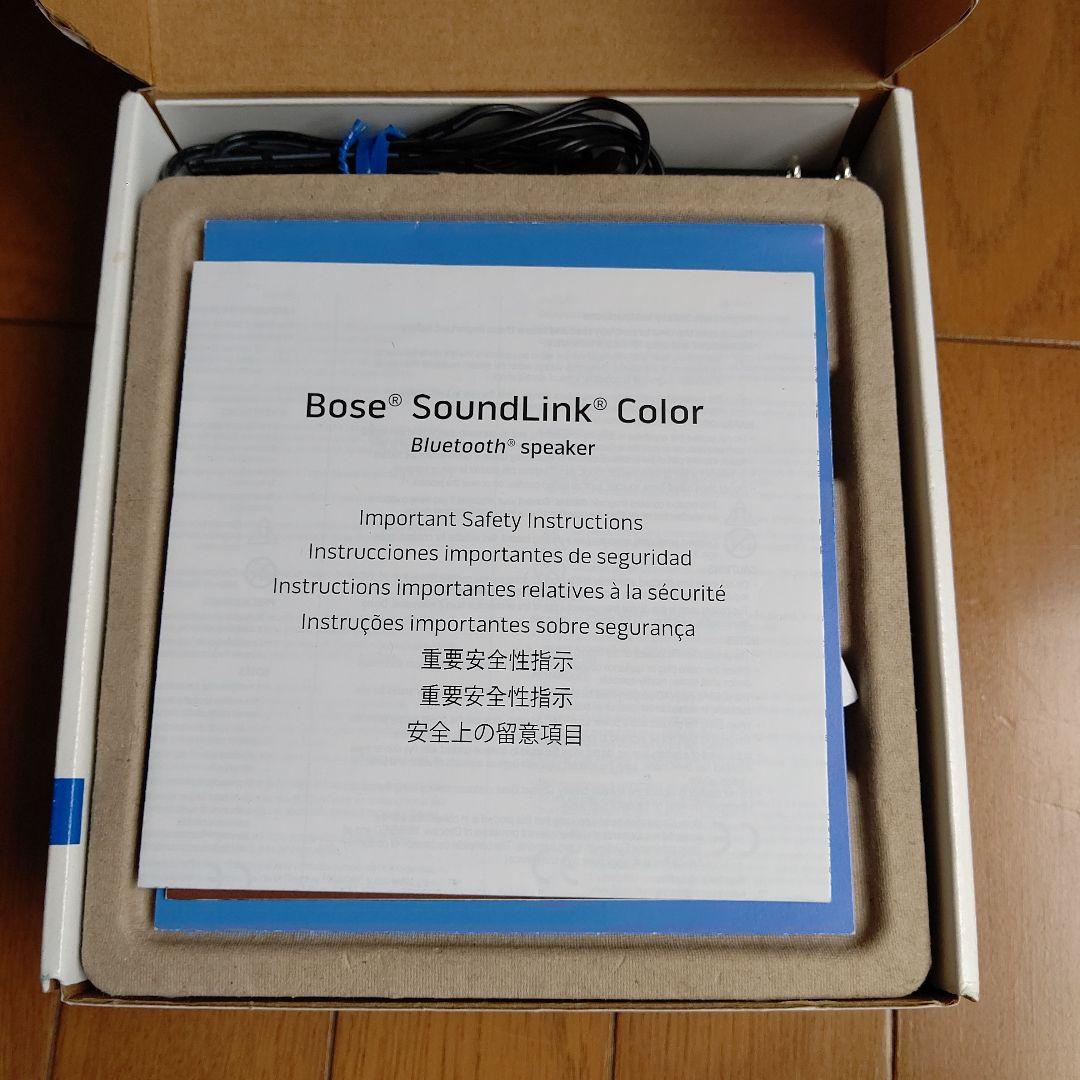 Bose® SoundLink® Color
Bluetooth® speaker
Important Safety Instructions
Instrucciones importantes de seguridad
Instructions importantes relatives à la sécurité
Instruções importantes sobre segurança
重要安全性指示
重要安全性指示
安全上の留意項目